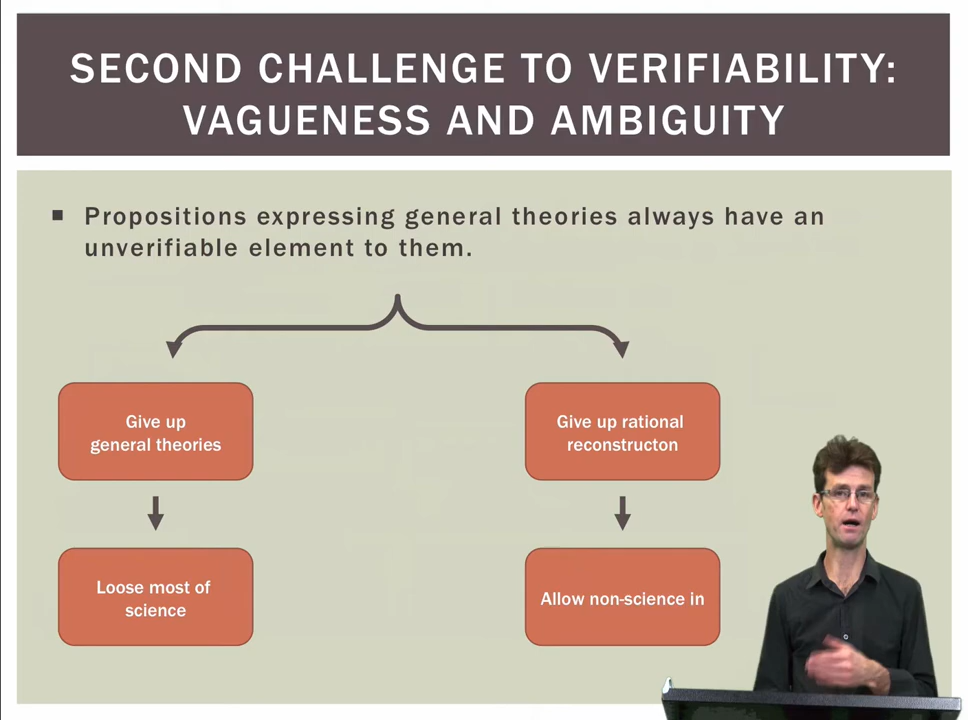 SECOND CHALLENGE TO VERIFIABILITY:
VAGUENESS AND AMBIGUITY
Propositions expressing general theories always have an
unverifiable element to them.
Give up
general theories
Give up rational
reconstructon
Loose most of
science
Allow non-science in